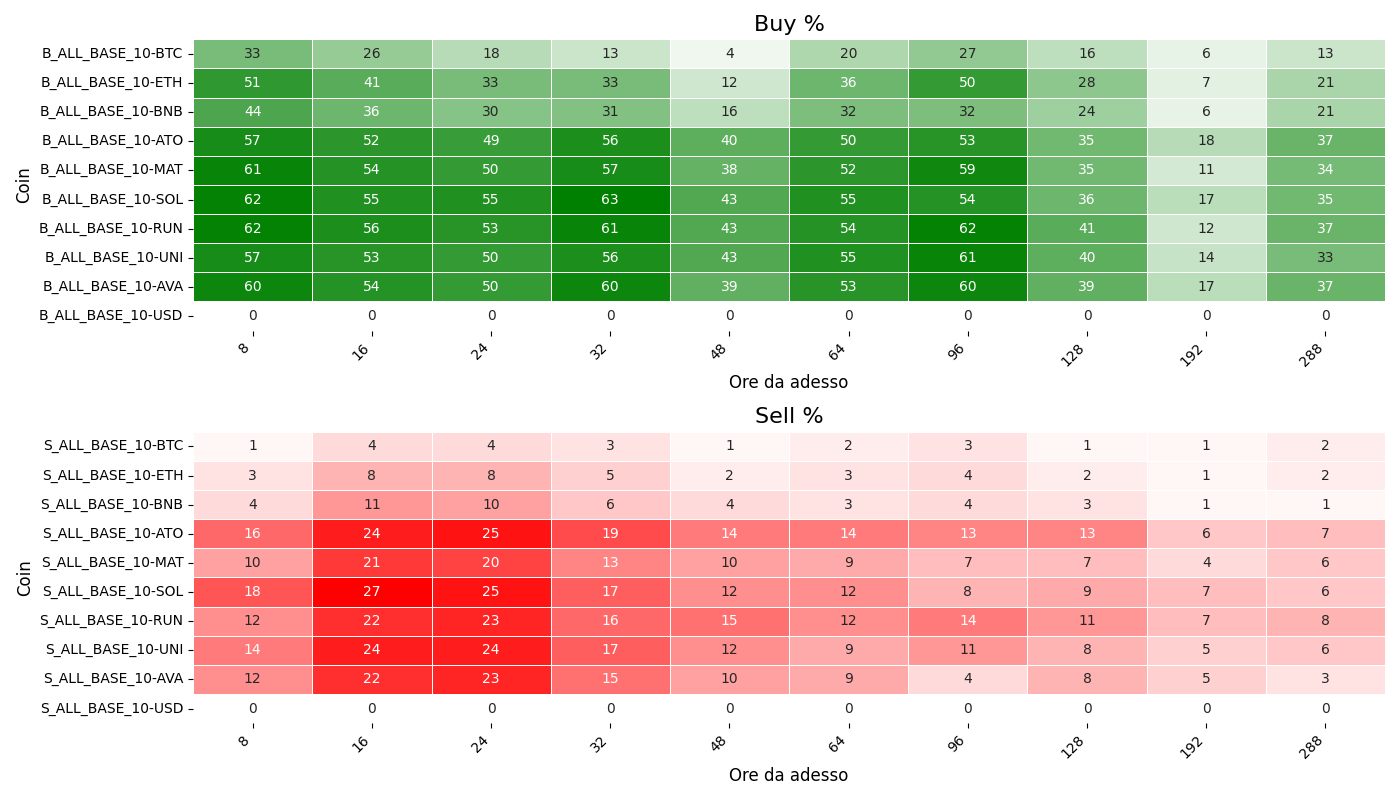 Buy %
Coin
B_ALL_BASE_10-BTC 33 26 18 13 4 20 27 16 6 13
B_ALL_BASE_10-ETH 51 41 33 33 12 36 50 28 7 21
B_ALL_BASE_10-BNB 44 36 30 31 16 32 32 24 6 21
B_ALL_BASE_10-ATO 57 52 49 56 40 50 53 35 18 37
B_ALL_BASE_10-MAT 61 54 50 57 38 52 59 35 11 34
B_ALL_BASE_10-SOL 62 55 55 63 43 55 54 36 17 35
B_ALL_BASE_10-RUN 62 56 53 61 43 54 62 41 12 37
B_ALL_BASE_10-UNI 57 53 50 56 43 55 61 40 14 33
B_ALL_BASE_10-AVA 60 54 50 60 39 53 60 39 17 37
B_ALL_BASE_10-USD 0 0 0 0 0 0 0 0 0 0
8 16 24 32 48 64 96 128 192 288
Ore da adesso
Sell %
Coin
S_ALL_BASE_10-BTC 1 4 4 3 1 2 3 1 1 2
S_ALL_BASE_10-ETH 3 8 8 5 2 3 4 2 1 2
S_ALL_BASE_10-BNB 4 11 10 6 4 3 4 3 1 1
S_ALL_BASE_10-ATO 16 24 25 19 14 14 13 13 6 7
S_ALL_BASE_10-MAT 10 21 20 13 10 9 7 7 4 6
S_ALL_BASE_10-SOL 18 27 25 17 12 12 8 9 7 6
S_ALL_BASE_10-RUN 12 22 23 16 15 12 14 11 7 8
S_ALL_BASE_10-UNI 14 24 24 17 12 9 11 8 5 6
S_ALL_BASE_10-AVA 12 22 23 15 10 9 4 8 5 3
S_ALL_BASE_10-USD 0 0 0 0 0 0 0 0 0 0
8 16 24 32 48 64 96 128 192 288
Ore da adesso